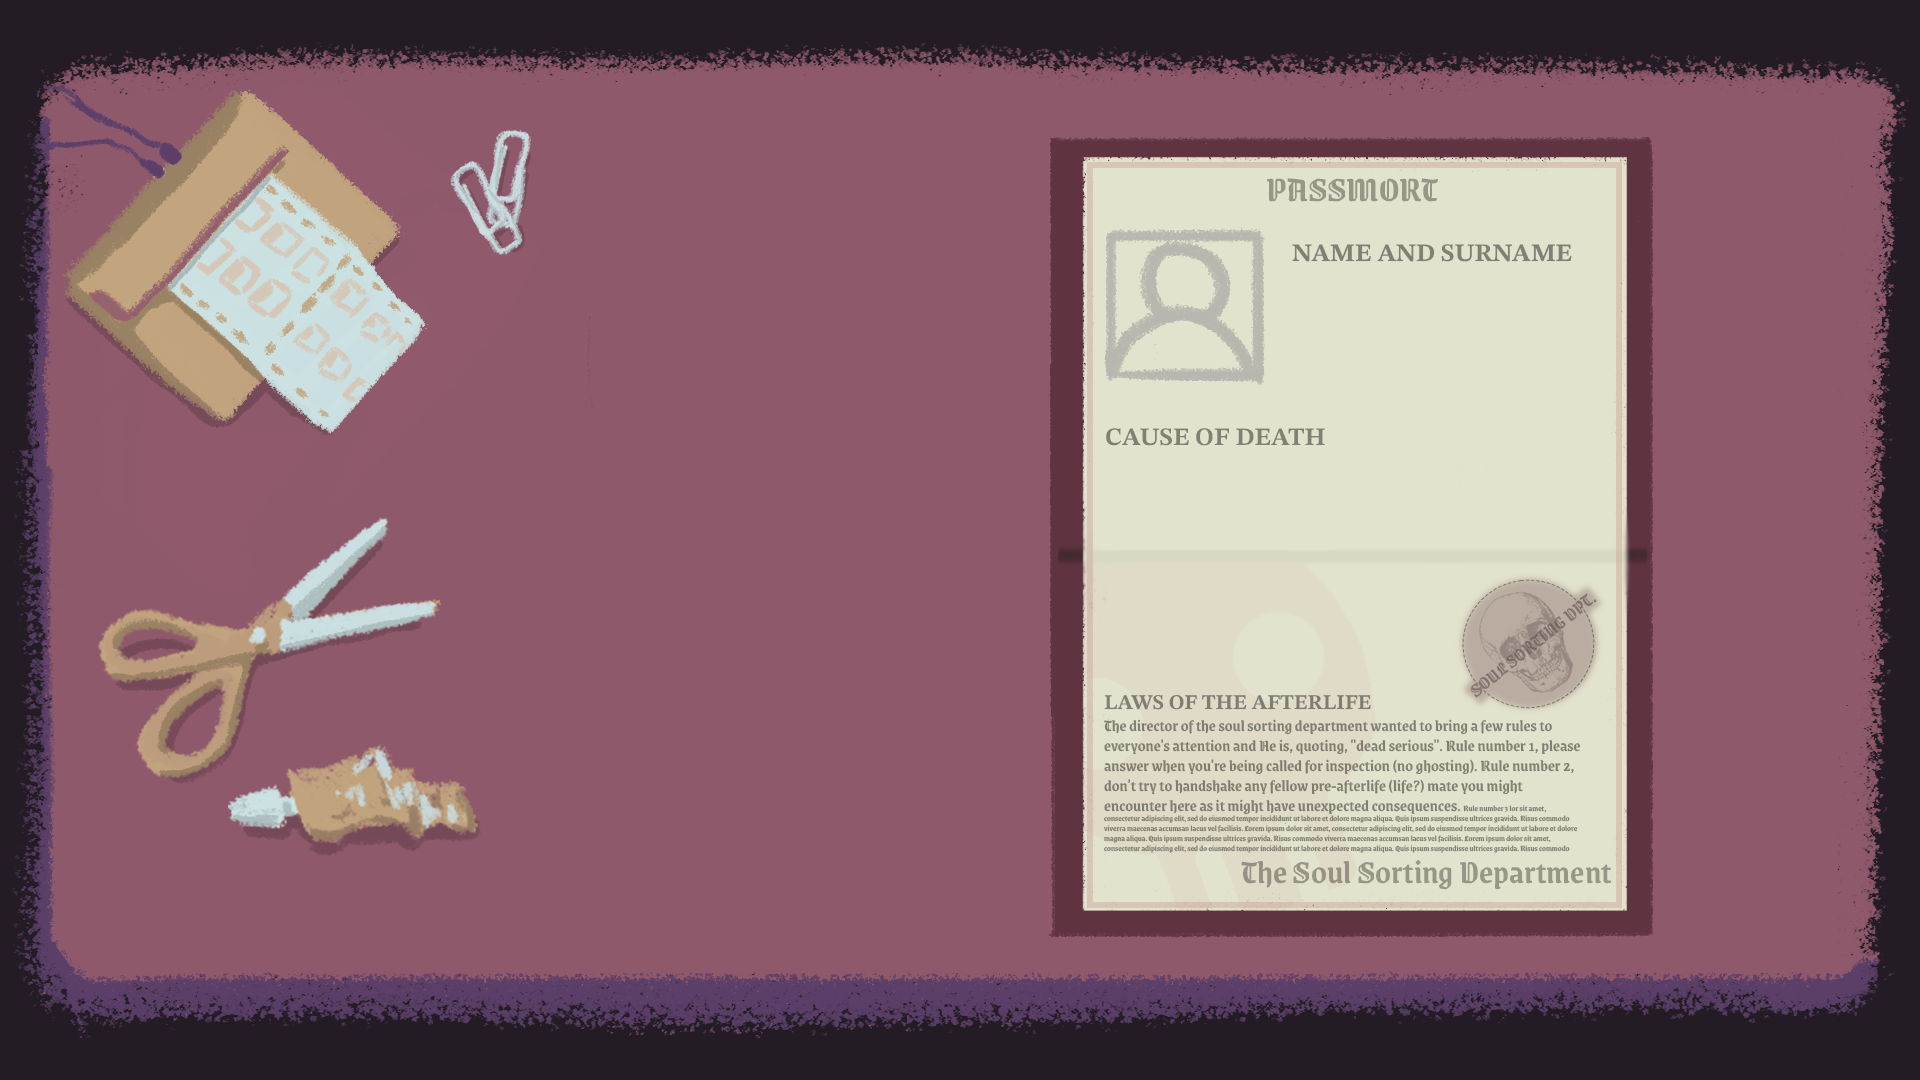 PASSMORT
NAME AND SURNAME
CAUSE OF DEATH
SOUL SORTING DPT.
LAWS OF THE AFTERLIFE
The director of the soul sorting department wanted to bring a few rules to
everyone's attention and He is, quoting, "dead serious". Rule number 1, please
answer when you're being called for inspection (no ghosting). Rule number 2,
don't try to handshake any fellow pre-afterlife (life?) mate you might
encounter here as it might have unexpected consequences. Rule number 3 lor sit amet,
consectetur adipiscing elit, sed do eiusmod tempor incididunt ut labore et dolore magna aliqua. Quis ipsum suspendisse ultrices gravida. Risus commodo
viverra maecenas accumsan lacus vel facilisis. Lorem ipsum dolor sit amet, consectetur adipiscing elit, sed do eiusmod tempor incididunt ut labore et dolore
magna aliqua. Quis ipsum suspendisse ultrices gravida. Risus commodo viverra maecenas accumsan lacus vel facilisis. Lorem ipsum dolor sit amet,
consectetur adipiscing elit, sed do eiusmod tempor incididunt ut labore et dolore magna aliqua. Quis ipsum suspendisse ultrices gravida. Risus commodo
The Soul Sorting Department